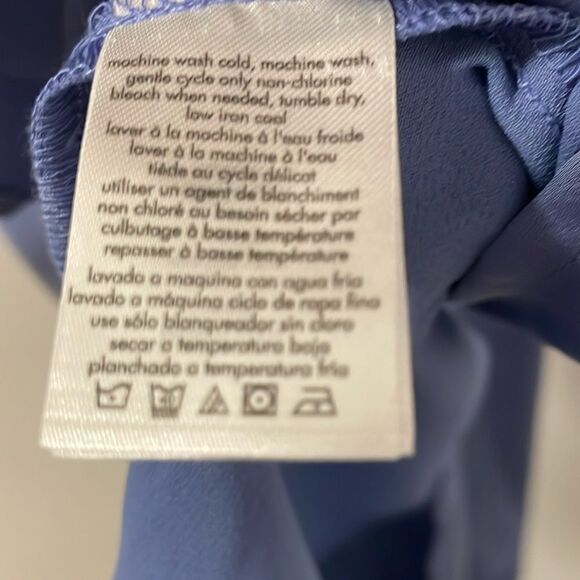 machine wash cold, machine wash,
gentle cycle only non-chlorine
bleach when needed, tumble dry,
low iron cool
laver à la machine à l'eau froide
laver à la machine à l'eau
tiède au cycle délicat
utiliser un agent de blanchiment
non chloré au besoin sécher par
culbutage à basse température
repasser à basse température
lavado a maquina con agua fria
lavado a máquina ciclo de ropa fina
use sólo blanqueador sin cloro
secar a temperatura baja
planchado a temperatura fria